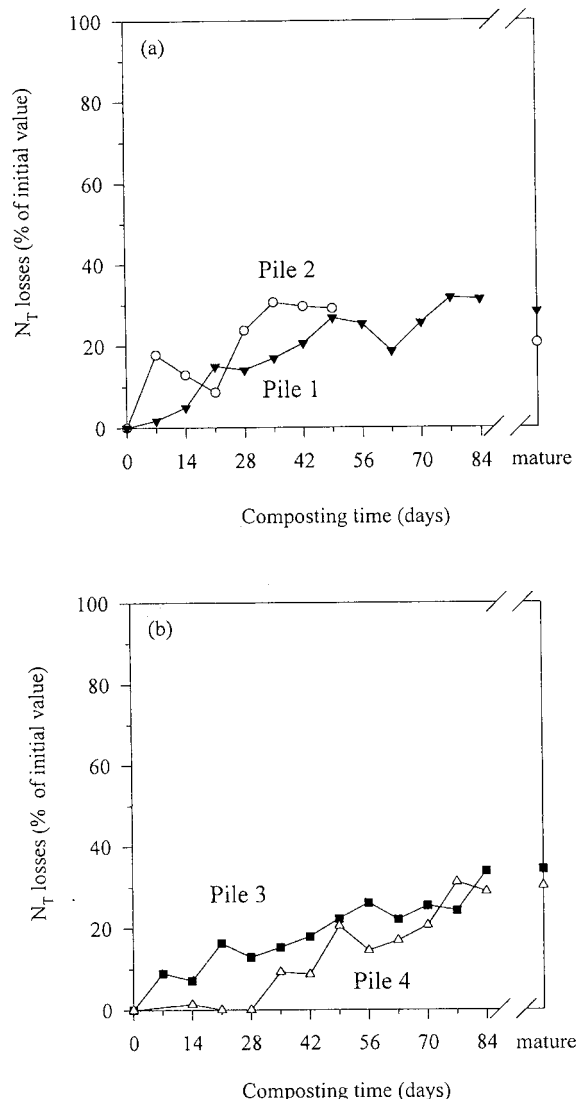 (a)
N_T losses (% of initial value)
100
80
60
40
20
0
Pile 2
Pile 1
0 14 28 42 56 70 84 mature
Composting time (days)
(b)
N_T losses (% of initial value)
100
80
60
40
20
0
Pile 3
Pile 4
0 14 28 42 56 70 84 mature
Composting time (days)